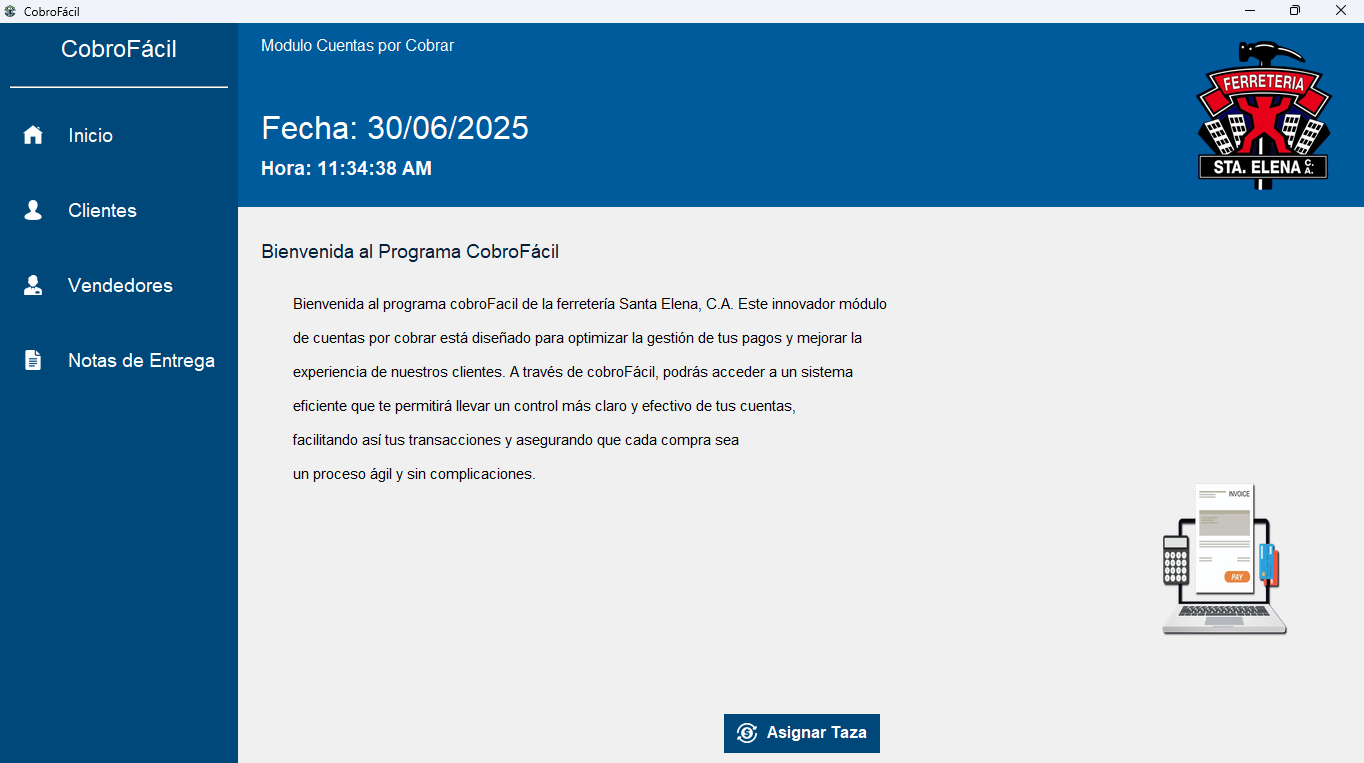 CobroFácil
CobroFácil
Inicio
Clientes
Vendedores
Notas de Entrega
Modulo Cuentas por Cobrar
Fecha: 30/06/2025
Hora: 11:34:38 AM
FERRETERIA
STA. ELENA C.A.
Bienvenida al Programa CobroFácil
Bienvenida al programa cobroFacil de la ferretería Santa Elena, C.A. Este innovador módulo
de cuentas por cobrar está diseñado para optimizar la gestión de tus pagos y mejorar la
experiencia de nuestros clientes. A través de cobroFácil, podrás acceder a un sistema
eficiente que te permitirá llevar un control más claro y efectivo de tus cuentas,
facilitando así tus transacciones y asegurando que cada compra sea
un proceso ágil y sin complicaciones.
INVOICE
PAY
Asignar Taza